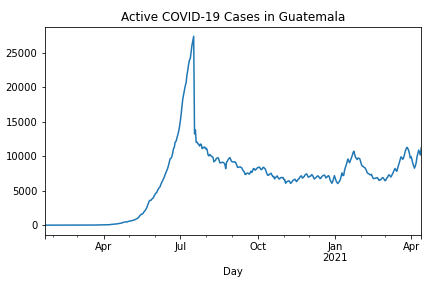 Active COVID-19 Cases in Guatemala
25000
20000
15000
10000
5000
0
Apr
Jul
Oct
Jan
2021
Apr
Day